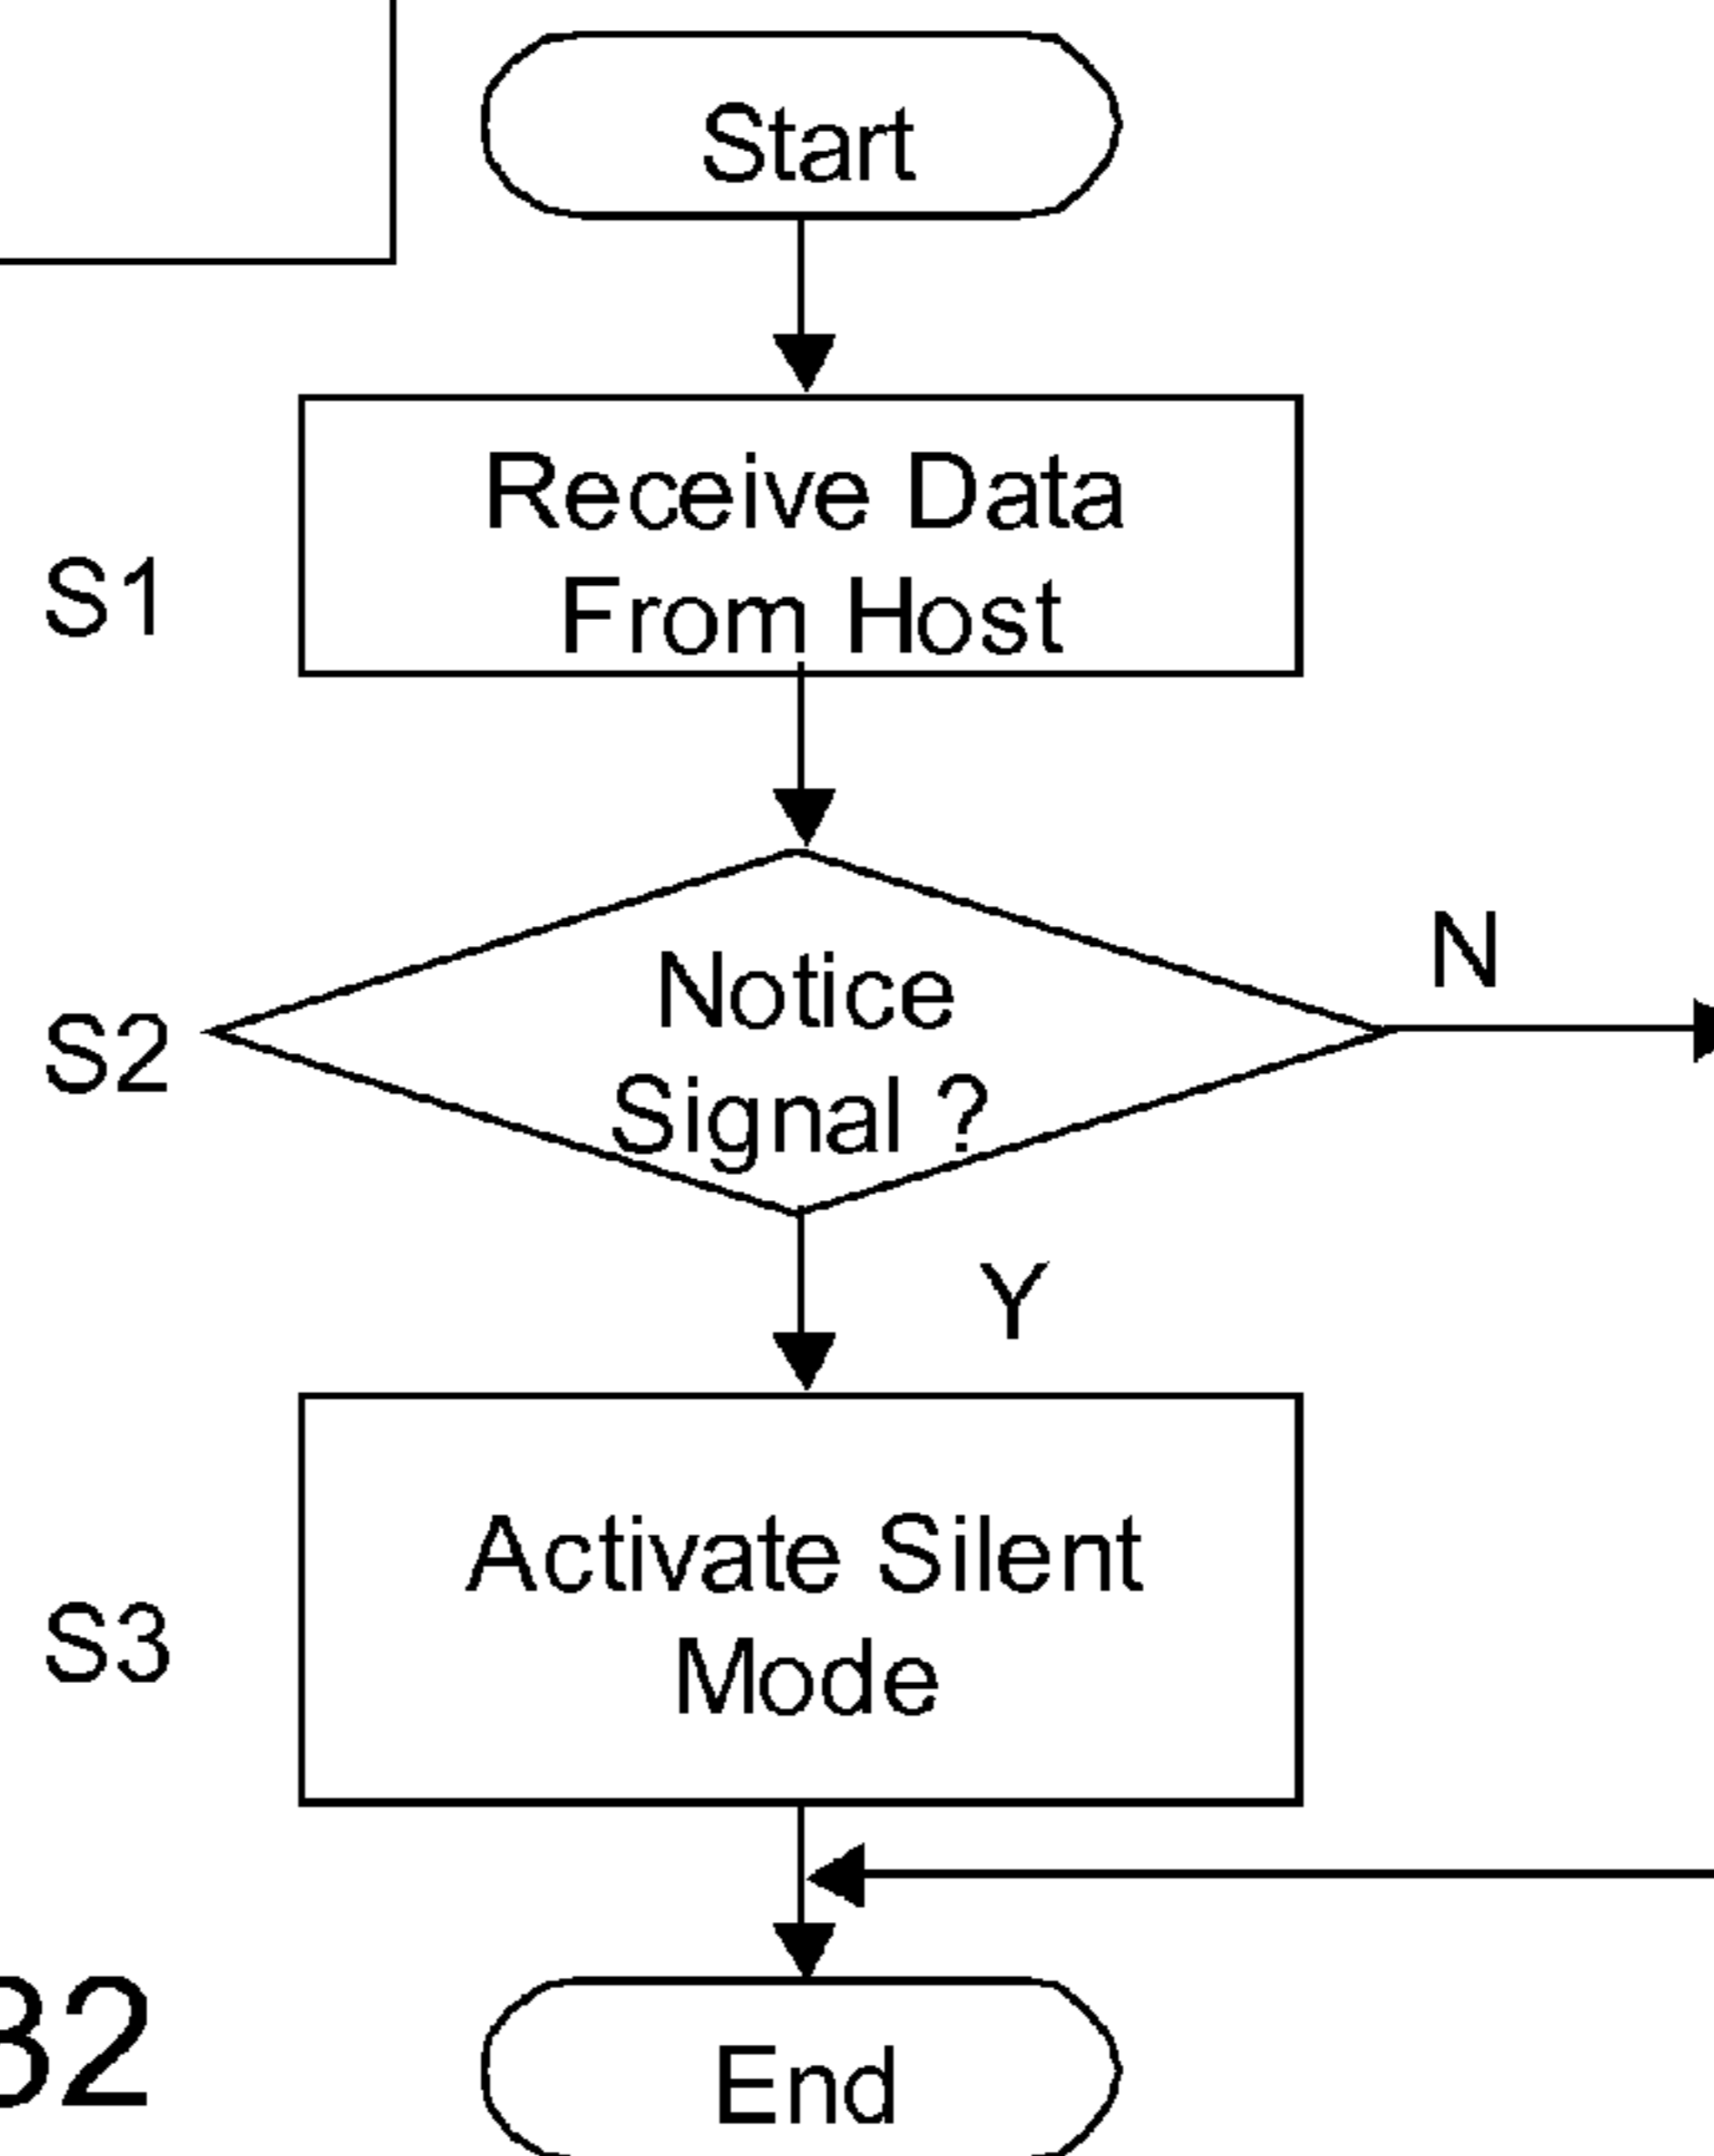 Start
Receive Data
From Host
S1
N
Notice
S2
Signal ?
Y
Activate Silent
Mode
S3
End